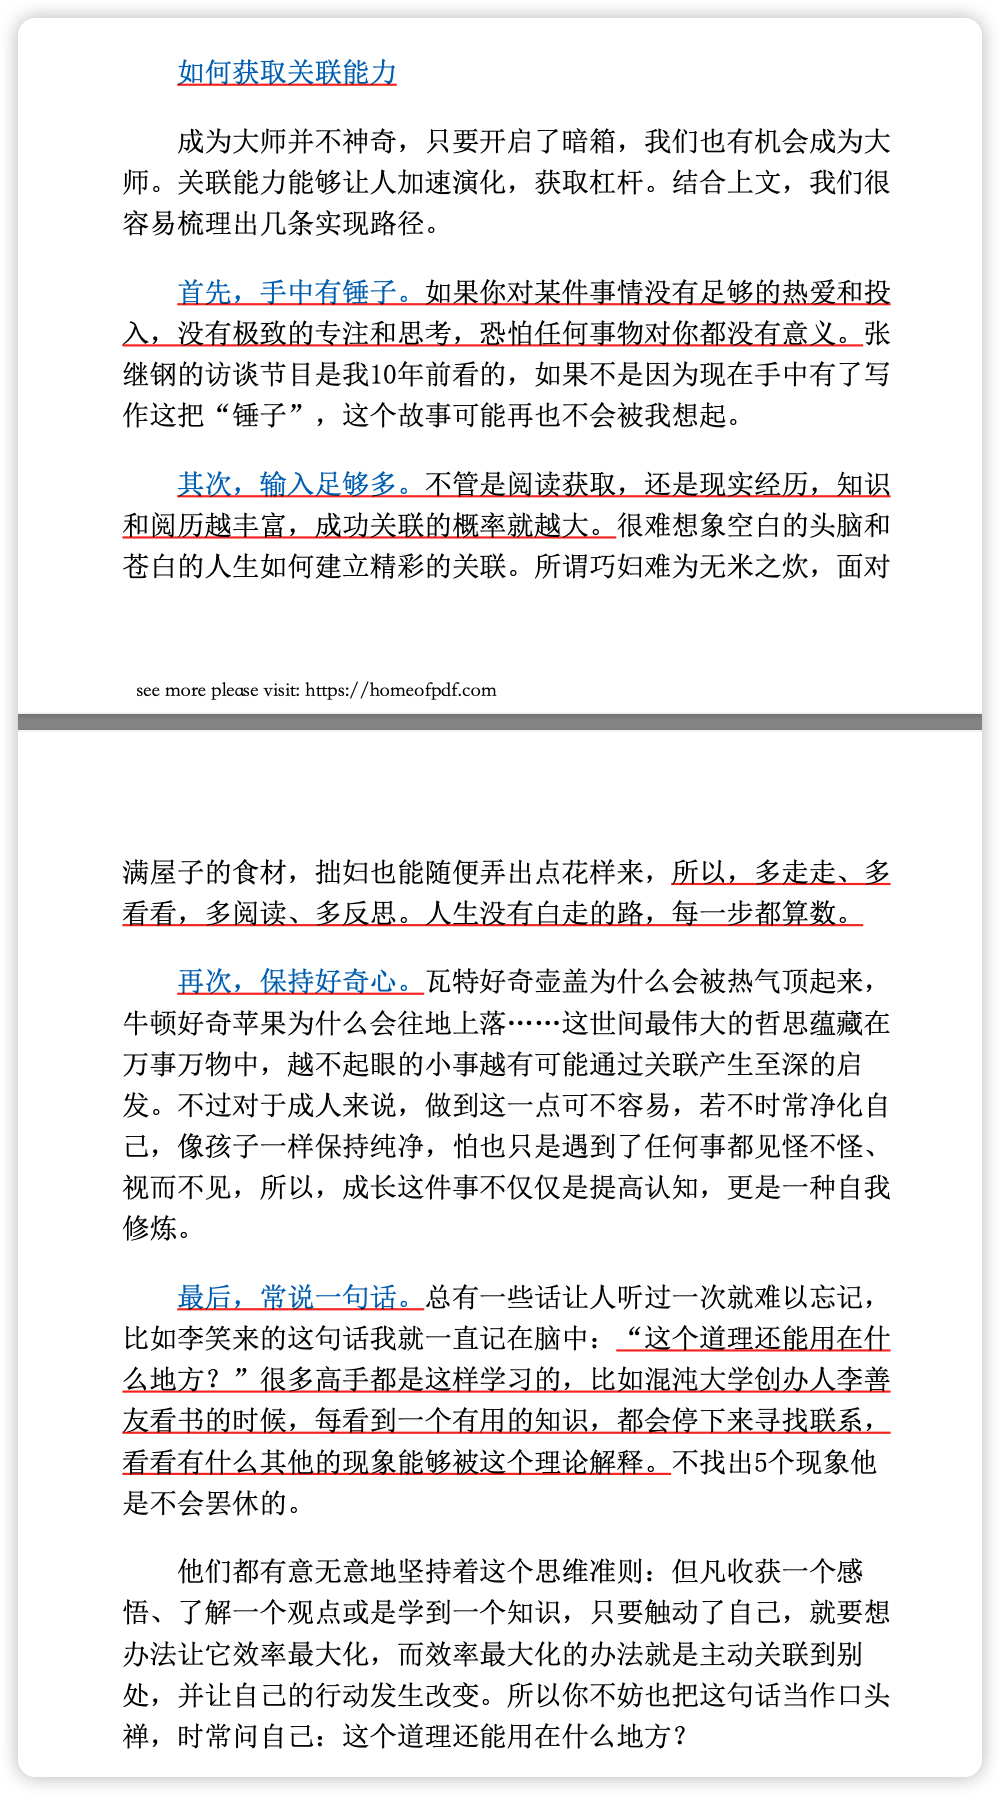 如何获取关联能力
成为大师并不神奇，只要开启了暗箱，我们也有机会成为大
师。关联能力能够让人加速演化，获取杠杆。结合上文，我们很
容易梳理出几条实现路径。
首先，手中有锤子。如果你对某件事情没有足够的热爱和投
入，没有极致的专注和思考，恐怕任何事物对你都没有意义。张
继钢的访谈节目是我10年前看的，如果不是因为现在手中有了写
作这把“锤子”，这个故事可能再也不会被我想起。
其次，输入足够多。不管是阅读获取，还是现实经历，知识
和阅历越丰富，成功关联的概率就越大。很难想象空白的头脑和
苍白的人生如何建立精彩的关联。所谓巧妇难为无米之炊，面对
see more please visit: https://homeofpdf.com
满屋子的食材，拙妇也能随便弄出点花样来，所以，多走走、多
看看，多阅读、多反思。人生没有白走的路，每一步都算数。
再次，保持好奇心。瓦特好奇壶盖为什么会被热气顶起来，
牛顿好奇苹果为什么会往地上落……这世间最伟大的哲思蕴藏在
万事万物中，越不起眼的小事越有可能通过关联产生至深的启
发。不过对于成人来说，做到这一点可不容易，若不时常净化自
己，像孩子一样保持纯净，怕也只是遇到了任何事都见怪不怪、
视而不见，所以，成长这件事不仅仅是提高认知，更是一种自我
修炼。
最后，常说一句话。总有一些话让人听过一次就难以忘记，
比如李笑来的这句话我就一直记在脑中：“这个道理还能用在什
么地方？”很多高手都是这样学习的，比如混沌大学创办人李善
友看书的时候，每看到一个有用的知识，都会停下来寻找联系，
看看有什么其他的现象能够被这个理论解释。不找出5个现象他
是不会罢休的。
他们都有意无意地坚持着这个思维准则：但凡收获一个感
悟、了解一个观点或是学到一个知识，只要触动了自己，就要想
办法让它效率最大化，而效率最大化的办法就是主动关联到别
处，并让自己的行动发生改变。所以你不妨也把这句话当作口头
禅，时常问自己：这个道理还能用在什么地方？